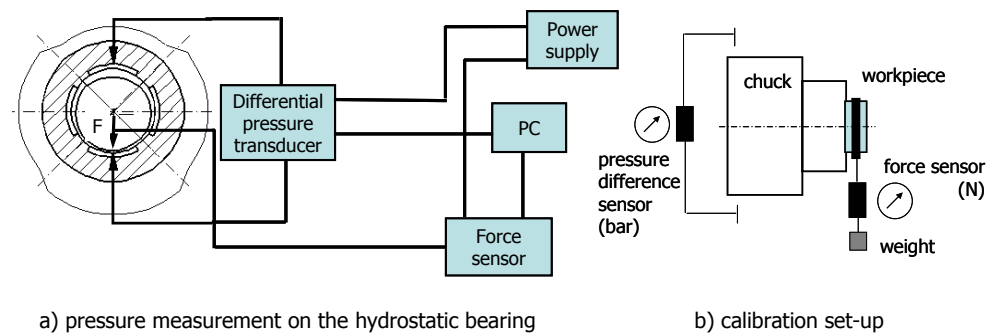 F
Differential
pressure
transducer
Power
supply
PC
Force
sensor
a) pressure measurement on the hydrostatic bearing
chuck
workpiece
pressure
difference
sensor
(bar)
force sensor
(N)
weight
b) calibration set-up